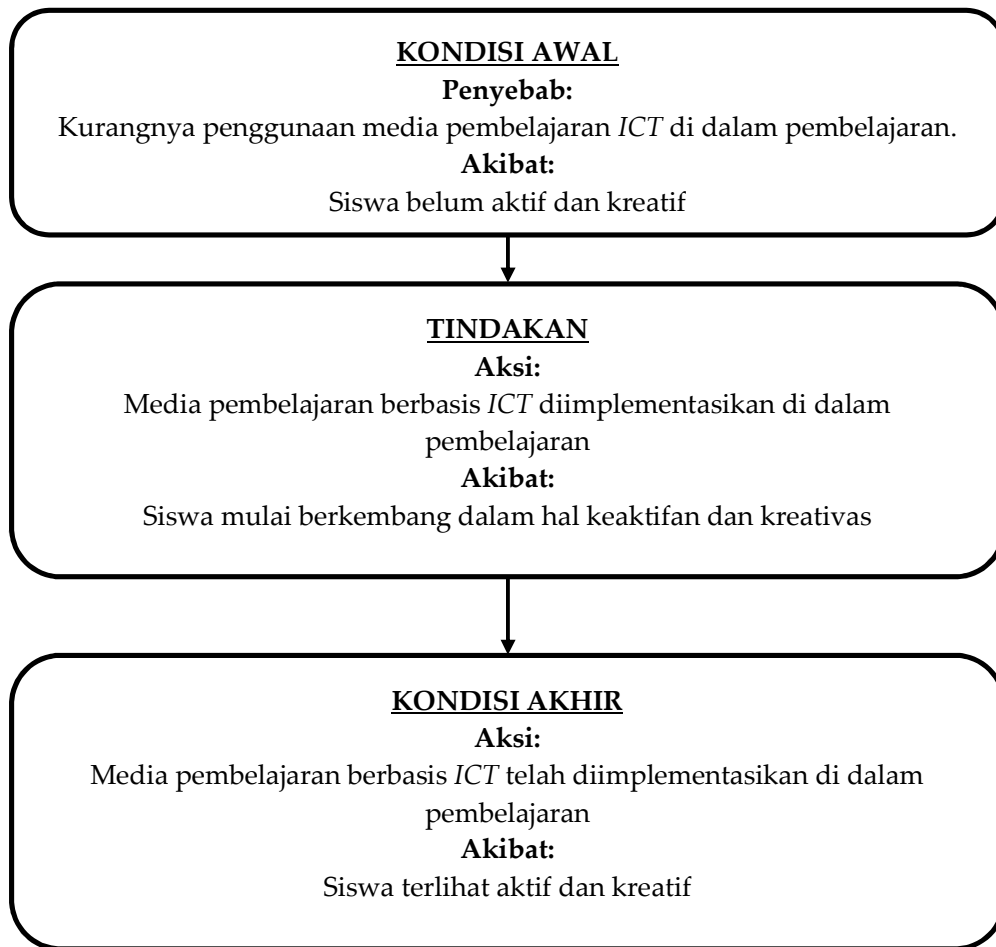 KONDISI AWAL
Penyebab:
Kurangnya penggunaan media pembelajaran ICT di dalam pembelajaran.
Akibat:
Siswa belum aktif dan kreatif
TINDAKAN
Aksi:
Media pembelajaran berbasis ICT diimplementasikan di dalam
pembelajaran
Akibat:
Siswa mulai berkembang dalam hal keaktifan dan kreativas
KONDISI AKHIR
Aksi:
Media pembelajaran berbasis ICT telah diimplementasikan di dalam
pembelajaran
Akibat:
Siswa terlihat aktif dan kreatif